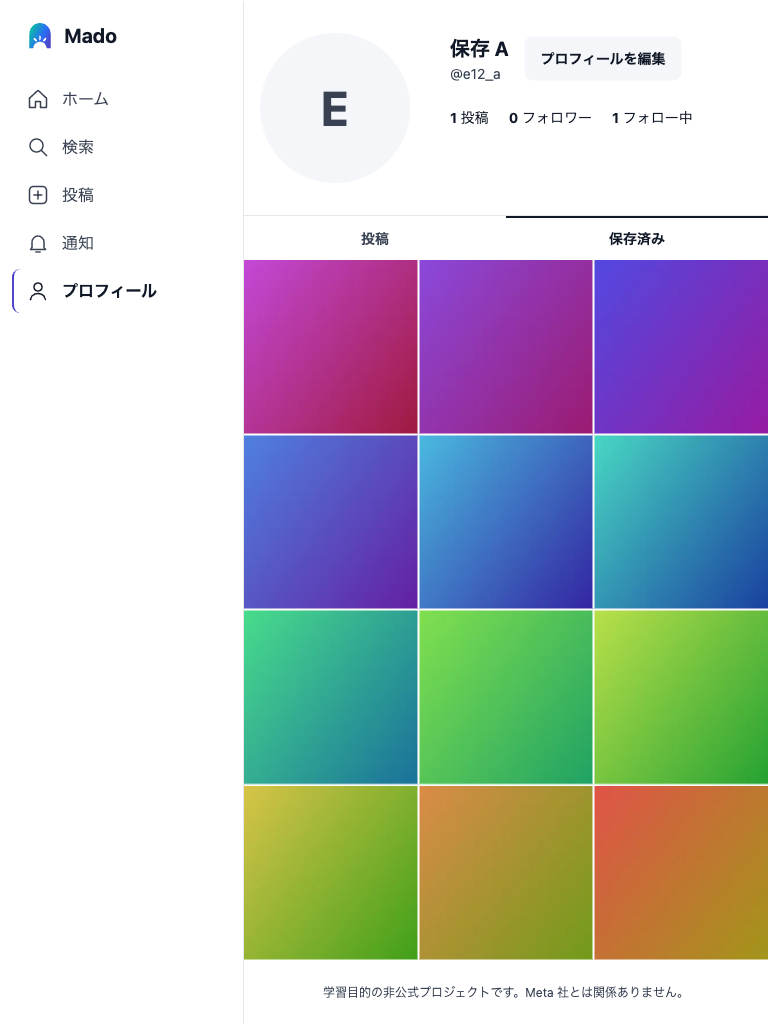 Mado
ホーム
検索
投稿
通知
プロフィール
E
保存 A
@e12_a
プロフィールを編集
1 投稿 0 フォロワー 1 フォロー中
投稿 保存済み
学習目的の非公式プロジェクトです。Meta 社とは関係ありません。